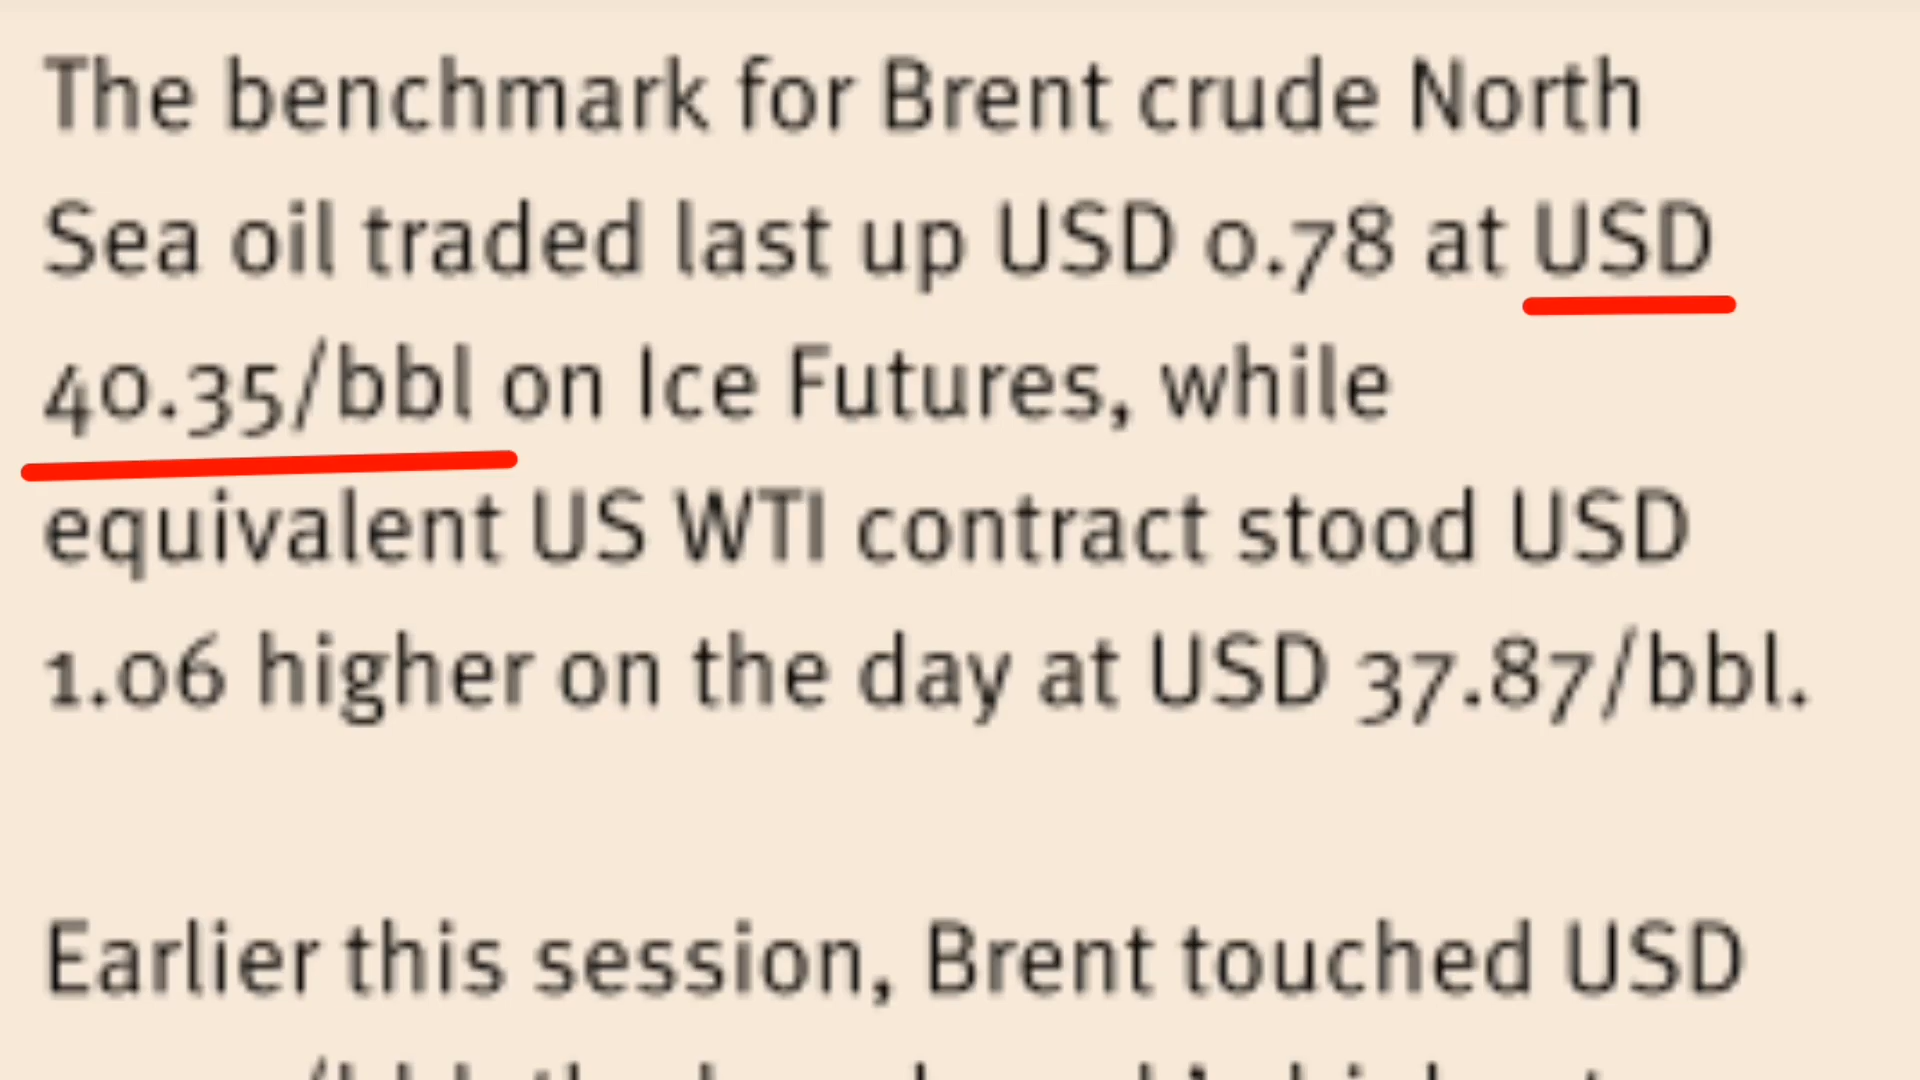 The benchmark for Brent crude North
Sea oil traded last up USD 0.78 at USD
40.35/bbl on Ice Futures, while
equivalent US WTI contract stood USD
1.06 higher on the day at USD 37.87/bbl.
Earlier this session, Brent touched USD